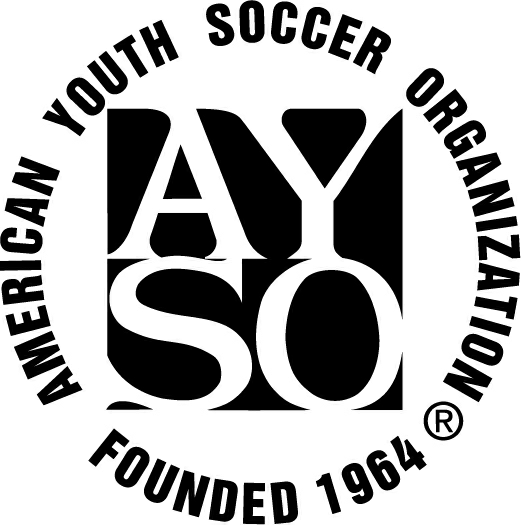 AMERICAN YOUTH SOCCER ORGANIZATION
AY
SO
®
FOUNDED 1964